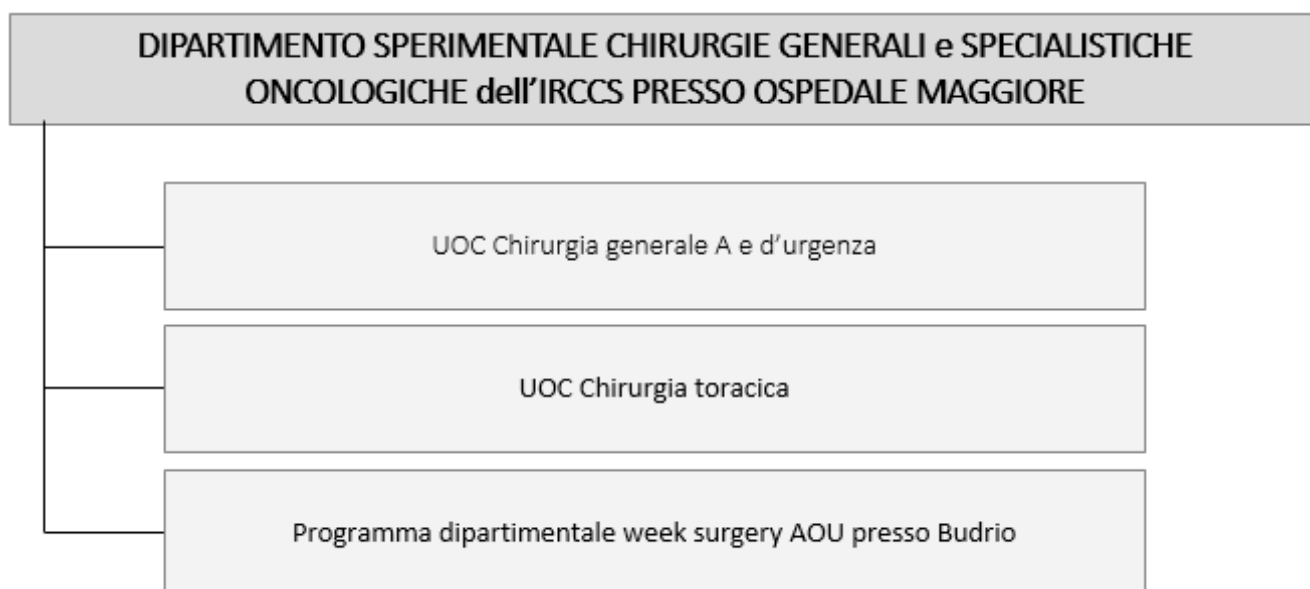 DIPARTIMENTO SPERIMENTALE CHIRURGIE GENERALI e SPECIALISTICHE
ONCOLOGICHE dell’IRCCS PRESSO OSPEDALE MAGGIORE
UOC Chirurgia generale A e d’urgenza
UOC Chirurgia toracica
Programma dipartimentale week surgery AOU presso Budrio